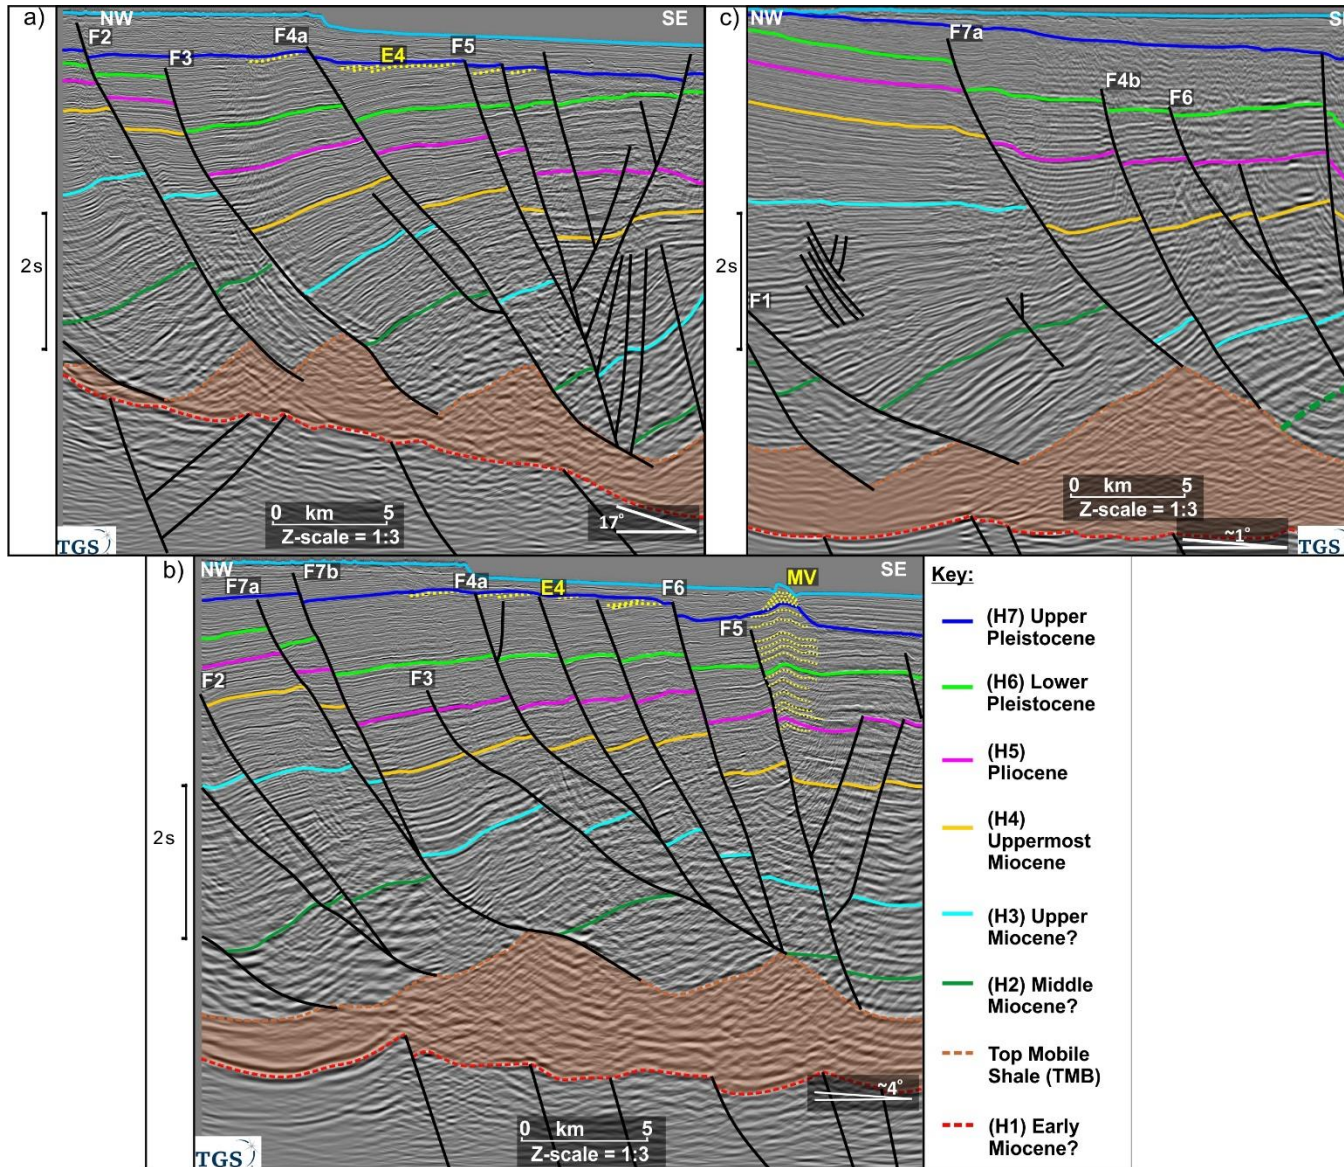 a)
NW
SE
F2
F3
F4a
E4
F5
2s
0 km 5
Z-scale = 1:3
17°
TGS
c)
NW
F7a
F4b
F6
F1
2s
0 km 5
Z-scale = 1:3
~1°
TGS
b)
NW
SE
F7a
F7b
F4a
E4
F6
MV
F5
F2
F3
2s
0 km 5
Z-scale = 1:3
~4°
TGS
Key:
(H7) Upper
Pleistocene
(H6) Lower
Pleistocene
(H5)
Pliocene
(H4)
Uppermost
Miocene
(H3) Upper
Miocene?
(H2) Middle
Miocene?
Top Mobile
Shale (TMB)
(H1) Early
Miocene?